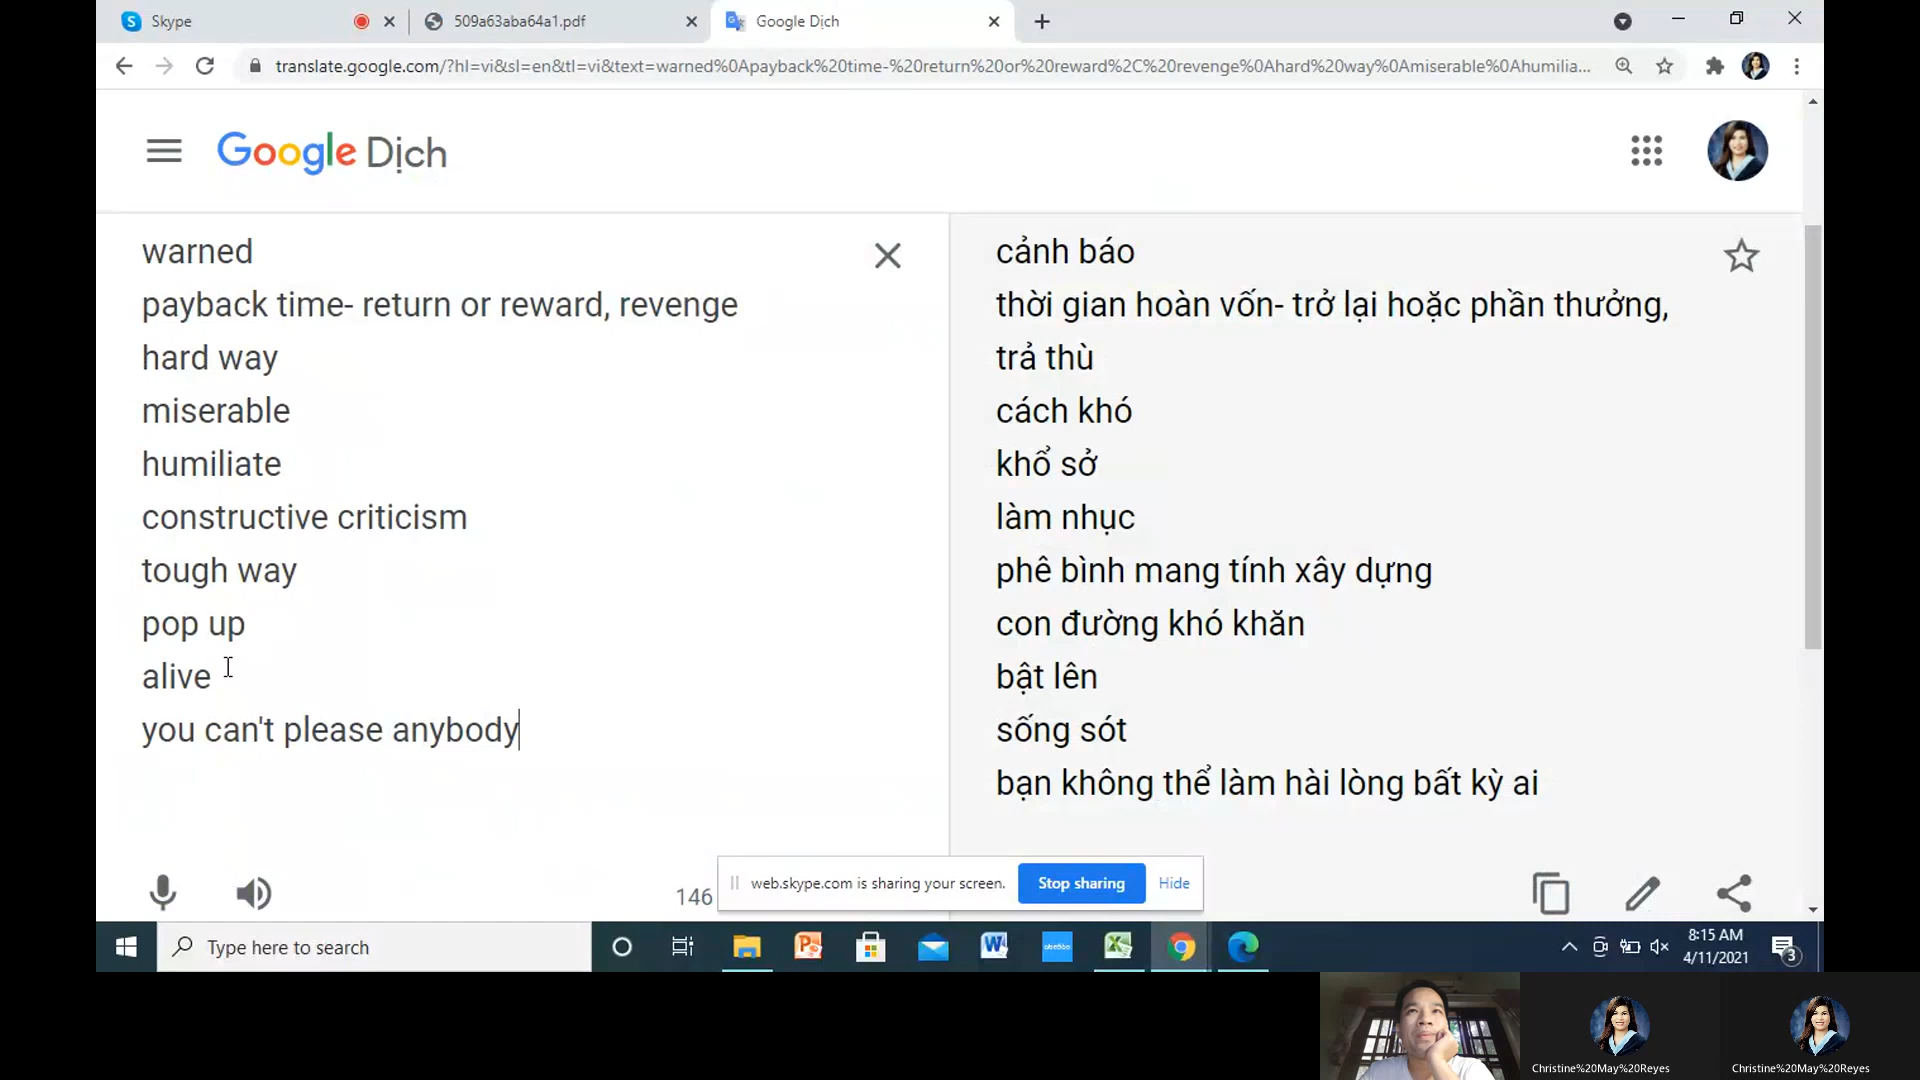 Skype
509a63aba64a1.pdf
Google Dịch
translate.google.com/?hl=vi&sl=en&tl=vi&text=warned%0Apayback%20time-%20return%20or%20reward%2C%20revenge%0Ahard%20way%0Amiserable%0Ahumilia...
Google Dịch
warned
payback time- return or reward, revenge
hard way
miserable
humiliate
constructive criticism
tough way
pop up
alive
you can't please anybody
cảnh báo
thời gian hoàn vốn- trở lại hoặc phần thưởng,
trả thù
cách khó
khổ sở
làm nhục
phê bình mang tính xây dựng
con đường khó khăn
bật lên
sống sót
bạn không thể làm hài lòng bất kỳ ai
146
web.skype.com is sharing your screen.
Stop sharing
Hide
Type here to search
8:15 AM
4/11/2021
3
Christine%20May%20Reyes
Christine%20May%20Reyes